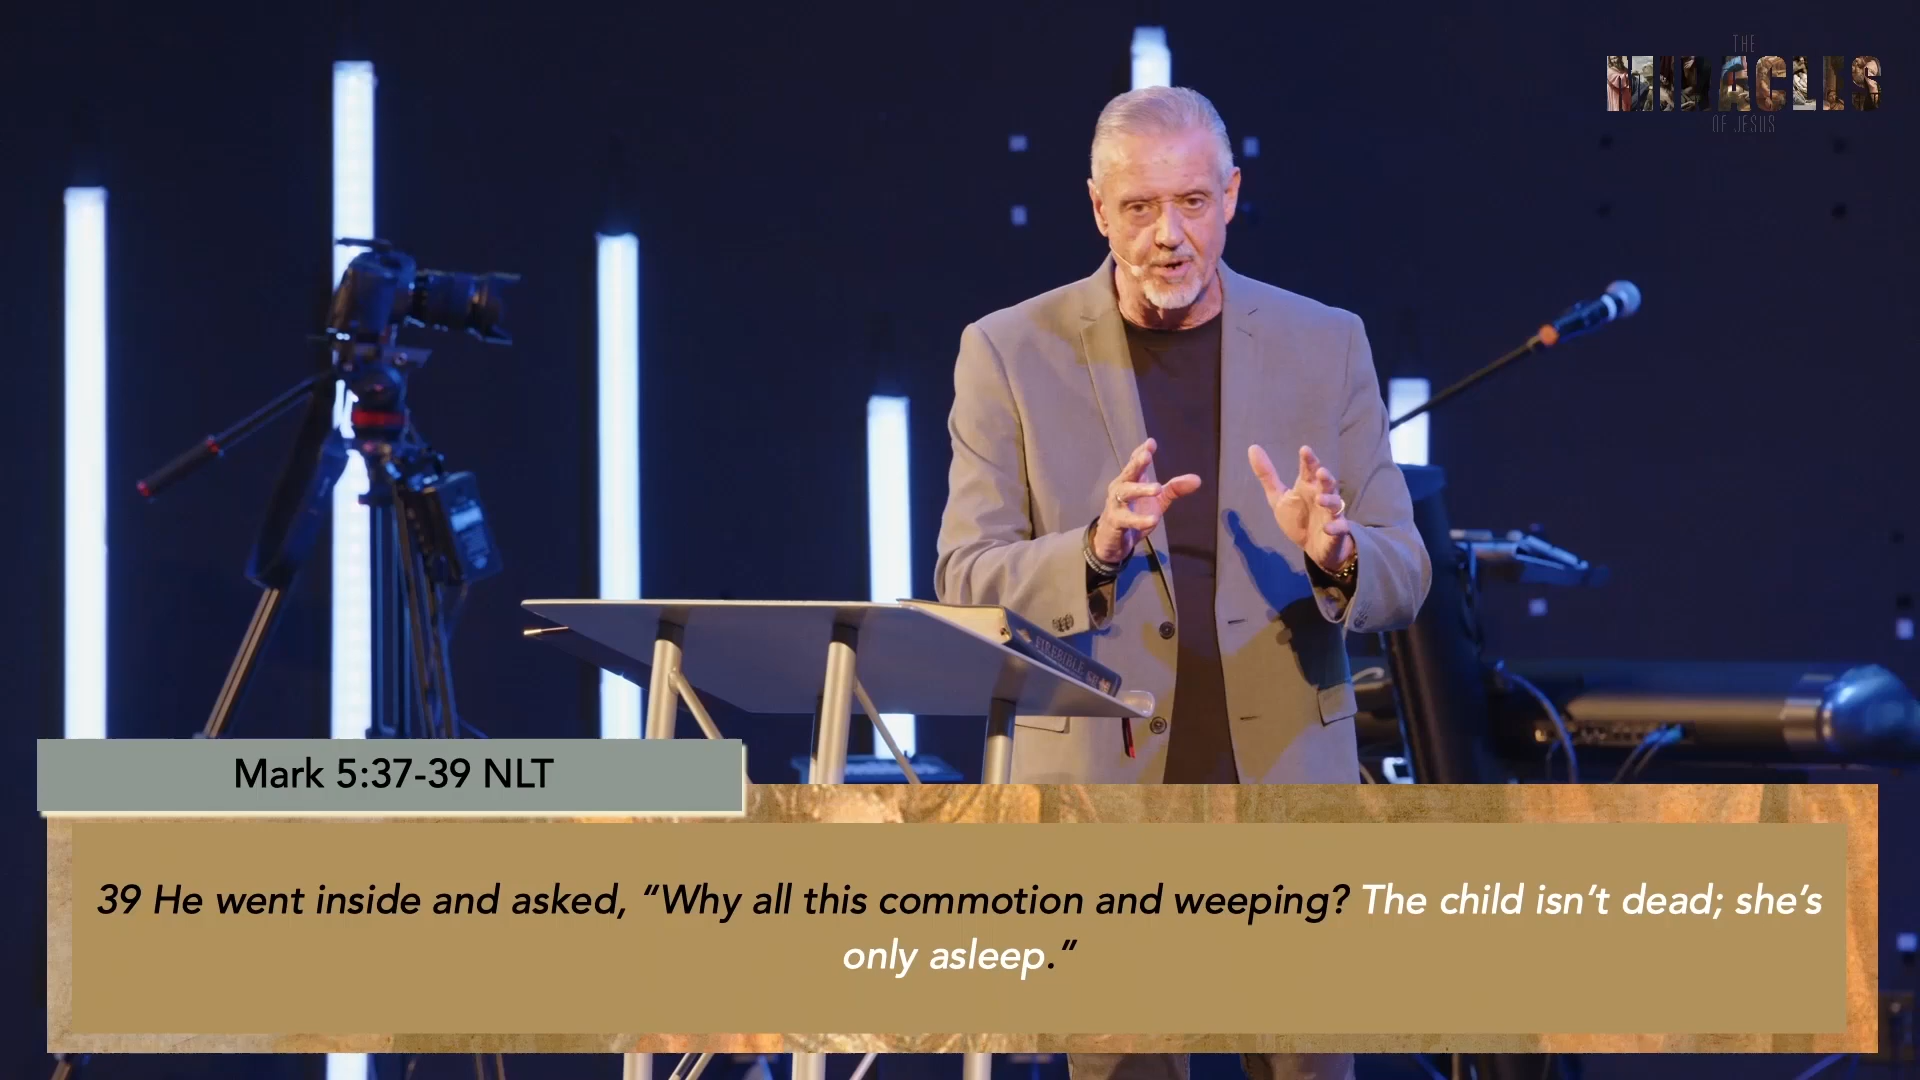 THE
MIRACLES
OF JESUS
FIREBIBLE
Mark 5:37-39 NLT
39 He went inside and asked, “Why all this commotion and weeping? The child isn’t dead; she’s
only asleep.”